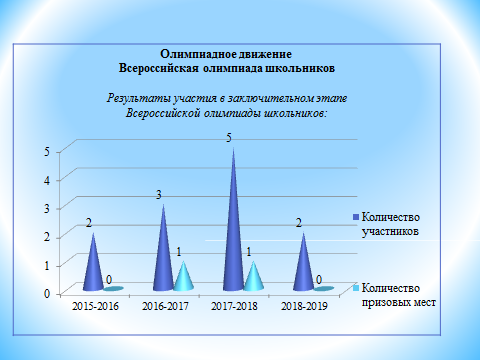 Олимпиадное движение
Всероссийская олимпиада школьников
Результаты участия в заключительном этапе
Всероссийской олимпиады школьников:
5
4
3
2
1
0
2
0
3
1
5
1
2
0
2015-2016
2016-2017
2017-2018
2018-2019
Количество
участников
Количество
призовых мест